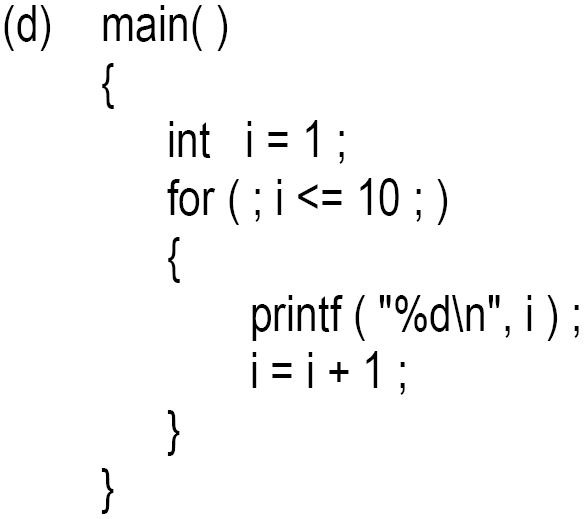 (d) main( )
{
int i = 1 ;
for ( ; i <= 10 ; )
{
printf ( "%d\n", i ) ;
i = i + 1 ;
}
}